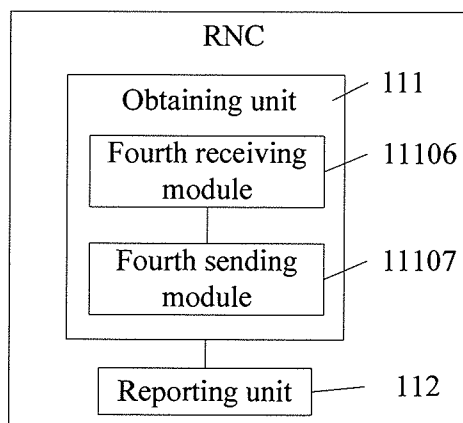 RNC
Obtaining unit
111
Fourth receiving
module
11106
Fourth sending
module
11107
Reporting unit
112